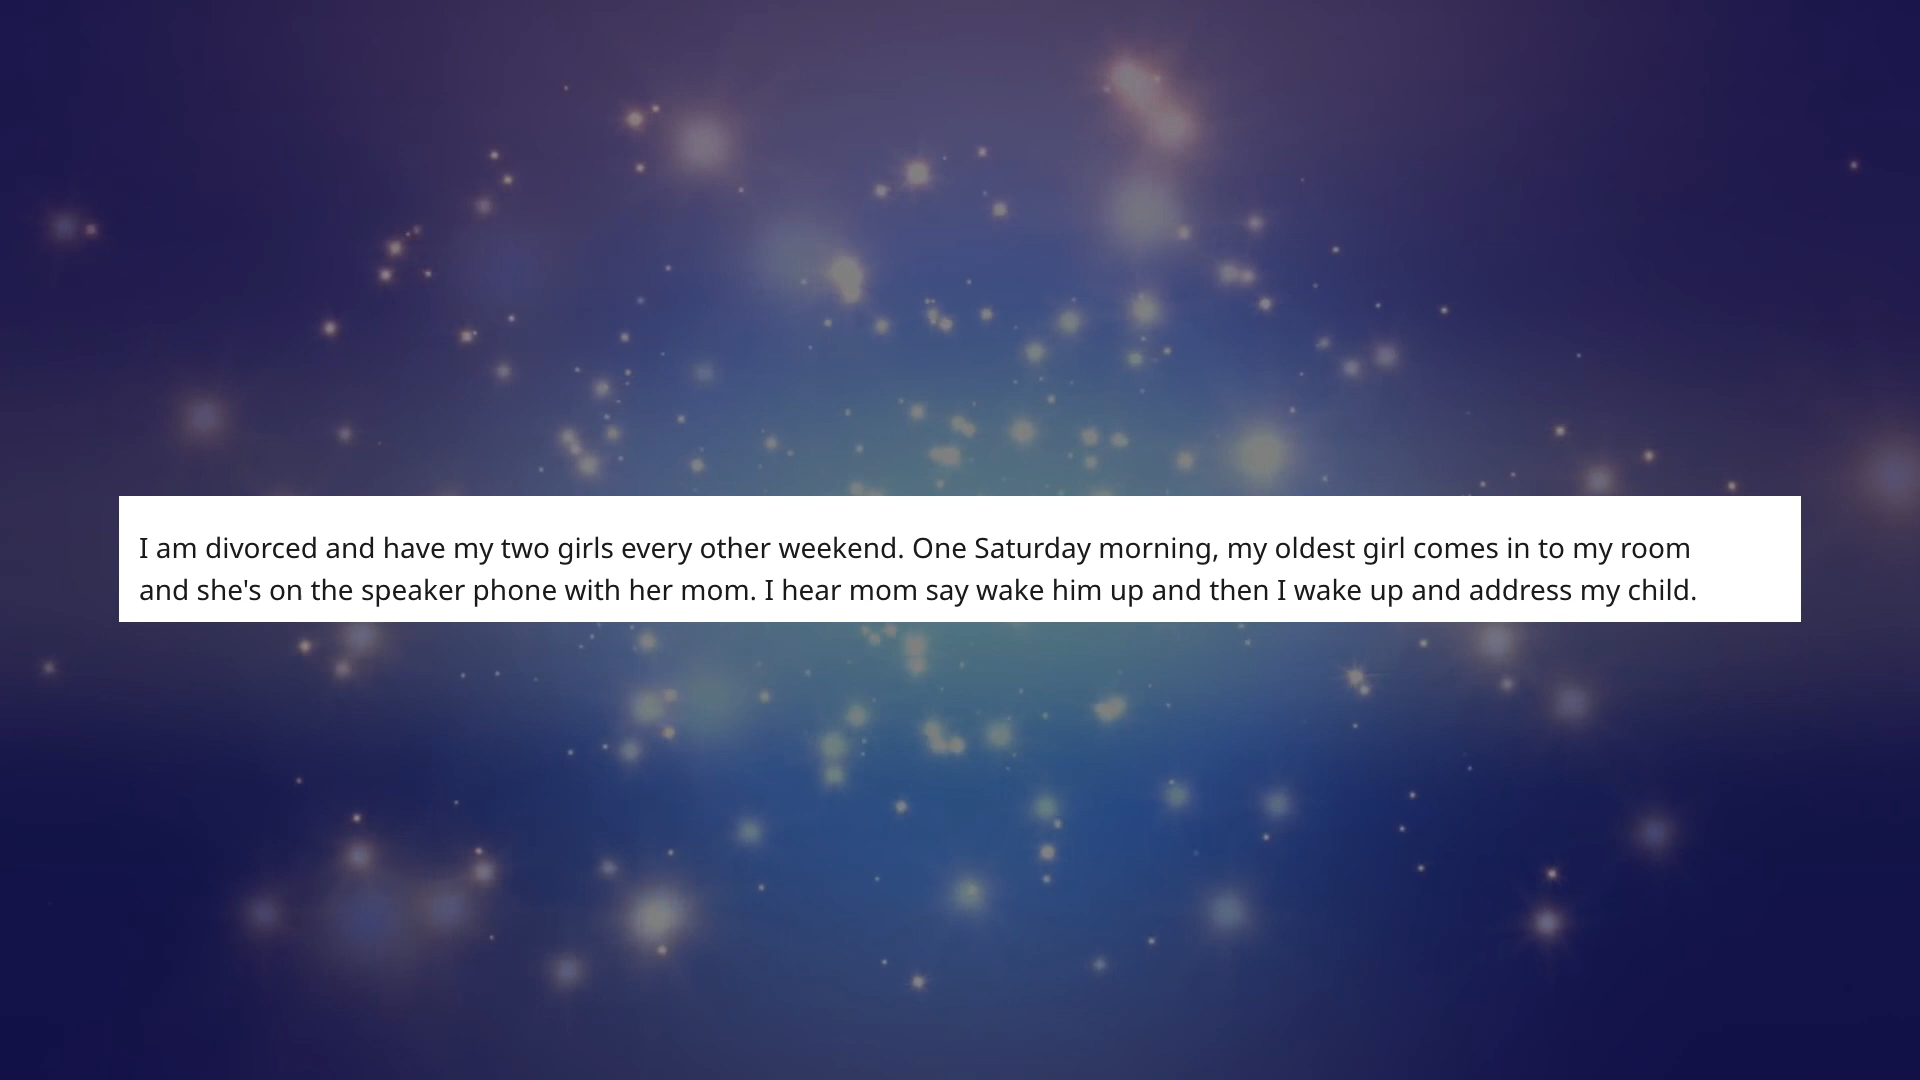 I am divorced and have my two girls every other weekend. One Saturday morning, my oldest girl comes in to my room
and she's on the speaker phone with her mom. I hear mom say wake him up and then I wake up and address my child.